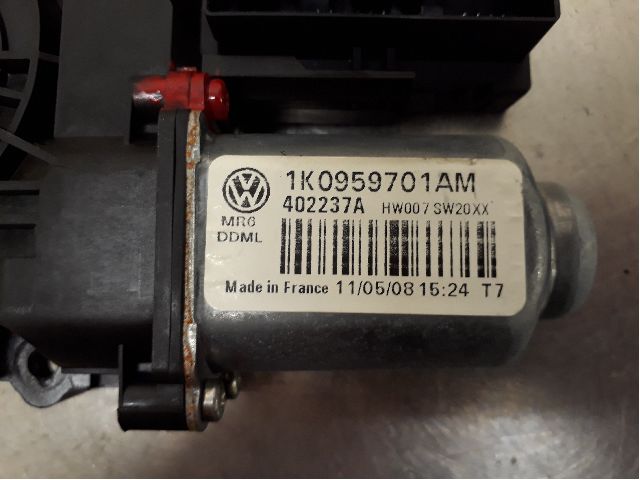 1K0959701AM
402237A HW007 SW20XX
MR6
DDML
Made in France 11/05/08 15:24 T7